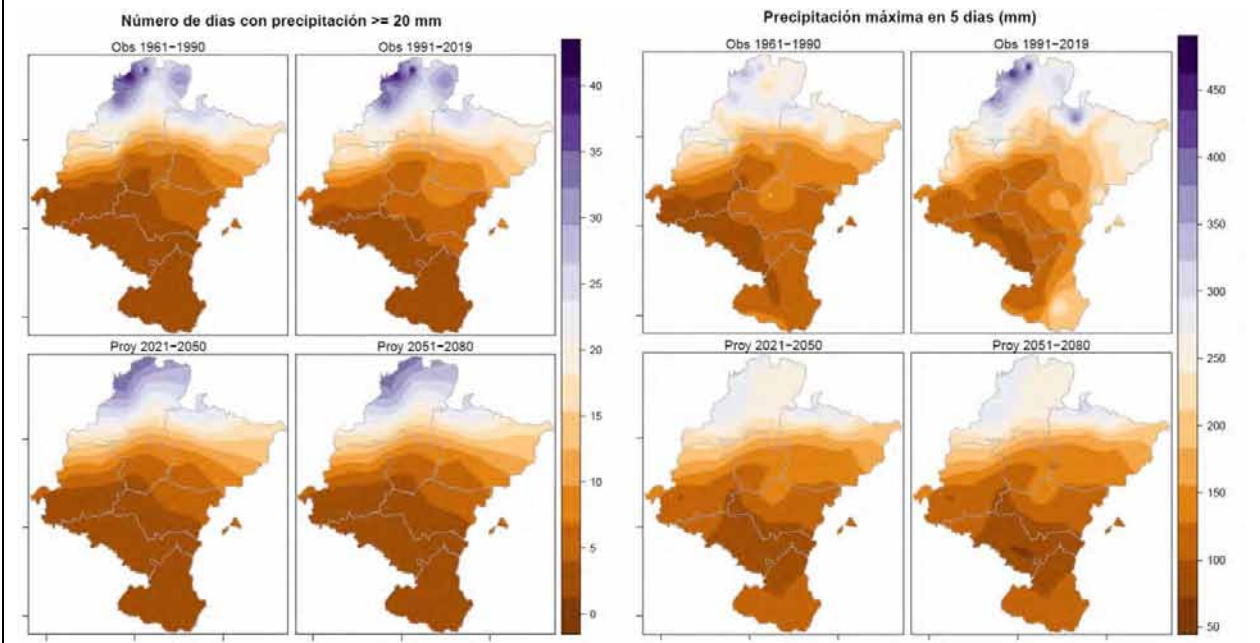 Número de dias con precipitación >= 20 mm
Obs 1961−1990
Obs 1991−2019
40
35
30
25
20
15
10
5
0
Proy 2021−2050
Proy 2051−2080
Precipitación máxima en 5 dias (mm)
Obs 1961−1990
Obs 1991−2019
450
400
350
300
250
200
150
100
50
Proy 2021−2050
Proy 2051−2080